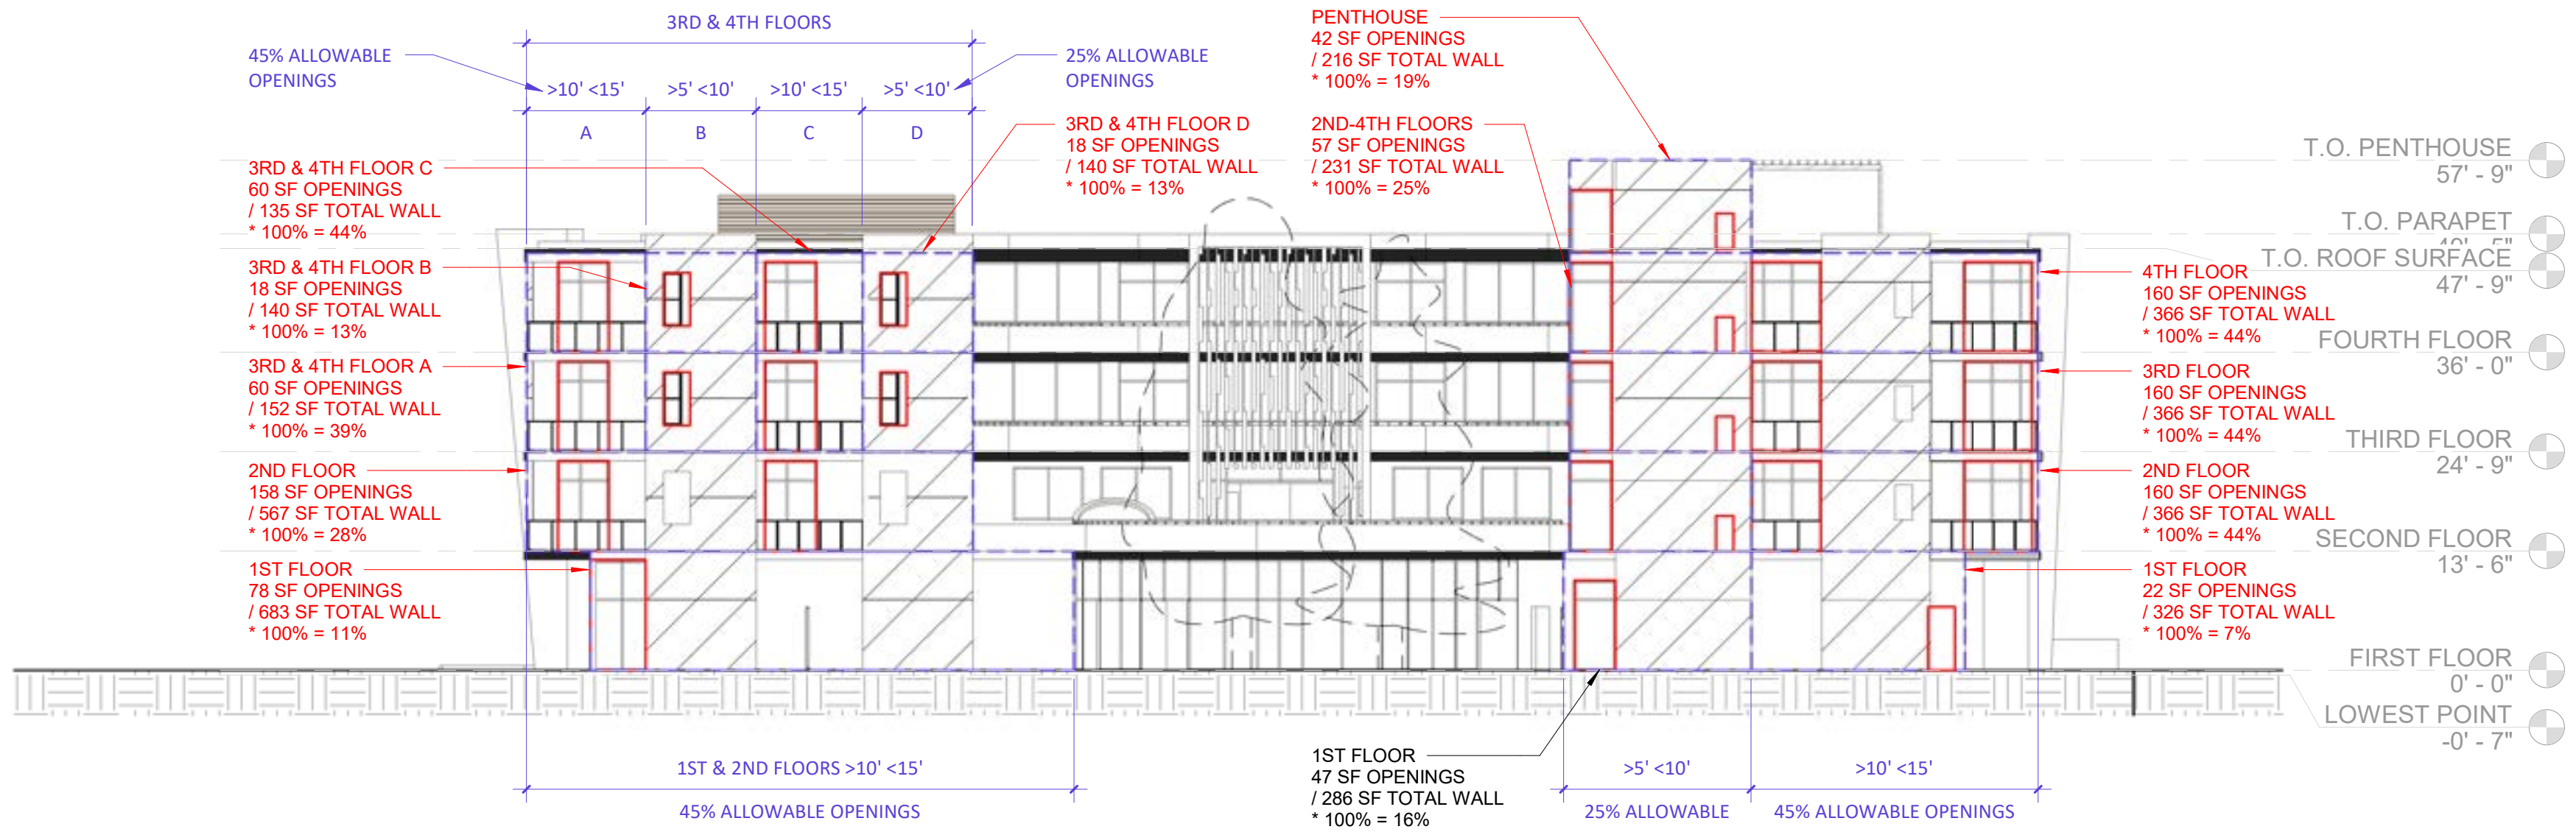 3RD & 4TH FLOORS
45% ALLOWABLE
OPENINGS
25% ALLOWABLE
OPENINGS
>10' <15'
>5' <10'
>10' <15'
>5' <10'
A
B
C
D
PENTHOUSE
42 SF OPENINGS
/ 216 SF TOTAL WALL
* 100% = 19%
3RD & 4TH FLOOR D
18 SF OPENINGS
/ 140 SF TOTAL WALL
* 100% = 13%
2ND-4TH FLOORS
57 SF OPENINGS
/ 231 SF TOTAL WALL
* 100% = 25%
3RD & 4TH FLOOR C
60 SF OPENINGS
/ 135 SF TOTAL WALL
* 100% = 44%
3RD & 4TH FLOOR B
18 SF OPENINGS
/ 140 SF TOTAL WALL
* 100% = 13%
3RD & 4TH FLOOR A
60 SF OPENINGS
/ 152 SF TOTAL WALL
* 100% = 39%
2ND FLOOR
158 SF OPENINGS
/ 567 SF TOTAL WALL
* 100% = 28%
1ST FLOOR
78 SF OPENINGS
/ 683 SF TOTAL WALL
* 100% = 11%
4TH FLOOR
160 SF OPENINGS
/ 366 SF TOTAL WALL
* 100% = 44%
3RD FLOOR
160 SF OPENINGS
/ 366 SF TOTAL WALL
* 100% = 44%
2ND FLOOR
160 SF OPENINGS
/ 366 SF TOTAL WALL
* 100% = 44%
1ST FLOOR
22 SF OPENINGS
/ 326 SF TOTAL WALL
* 100% = 7%
T.O. PENTHOUSE
57' - 9"
T.O. PARAPET
T.O. ROOF SURFACE
47' - 9"
FOURTH FLOOR
36' - 0"
THIRD FLOOR
24' - 9"
SECOND FLOOR
13' - 6"
FIRST FLOOR
0' - 0"
LOWEST POINT
-0' - 7"
1ST & 2ND FLOORS >10' <15'
45% ALLOWABLE OPENINGS
1ST FLOOR
47 SF OPENINGS
/ 286 SF TOTAL WALL
* 100% = 16%
>5' <10'
25% ALLOWABLE
>10' <15'
45% ALLOWABLE OPENINGS